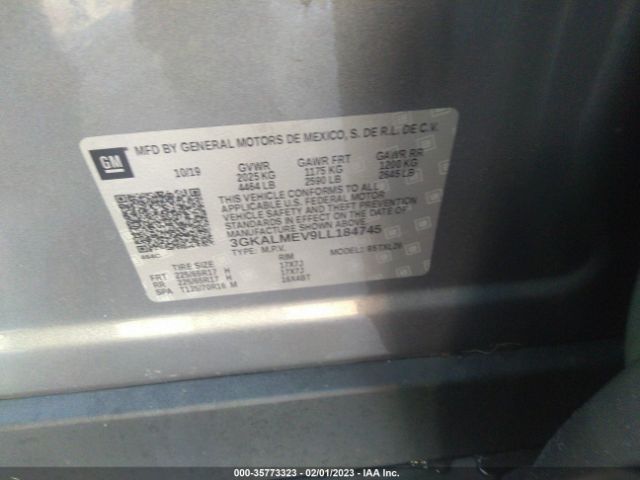 MFD BY GENERAL MOTORS DE MEXICO, S. DE R.L. DE C.V.
GM
10/19 GVWR GAWR FRT GAWR RR
2025 KG 1175 KG 1200 KG
4464 LB 2590 LB 2645 LB
THIS VEHICLE CONFORMS TO ALL
APPLICABLE U.S. FEDERAL MOTOR
VEHICLE SAFETY AND THEFT PREVENTION
STANDARDS IN EFFECT ON THE DATE OF
MANUFACTURE SHOWN ABOVE.
3GKALMEV9LL184745
TYPE: M.P.V. MODEL:
TIRE SIZE RIM
FRT 225/65R17 H 17X7J
RR 225/65R17 H 17X7J
SPA T135/70R16 M 16X4BT
000-35773323 - 02/01/2023 - IAA Inc.